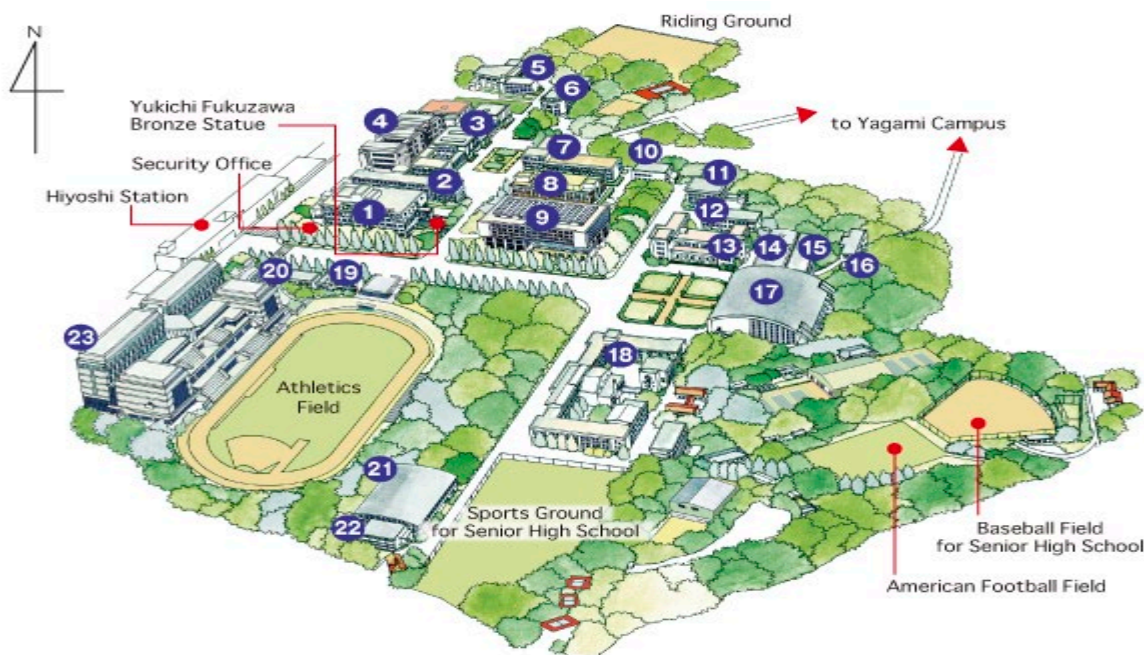 Riding Ground
N
Yukichi Fukuzawa
Bronze Statue
Security Office
Hiyoshi Station
to Yagami Campus
5
6
4
3
7
10
2
8
11
1
9
12
13
14
15
16
20
19
17
23
18
Athletics
Field
21
22
Sports Ground
for Senior High School
Baseball Field
for Senior High School
American Football Field